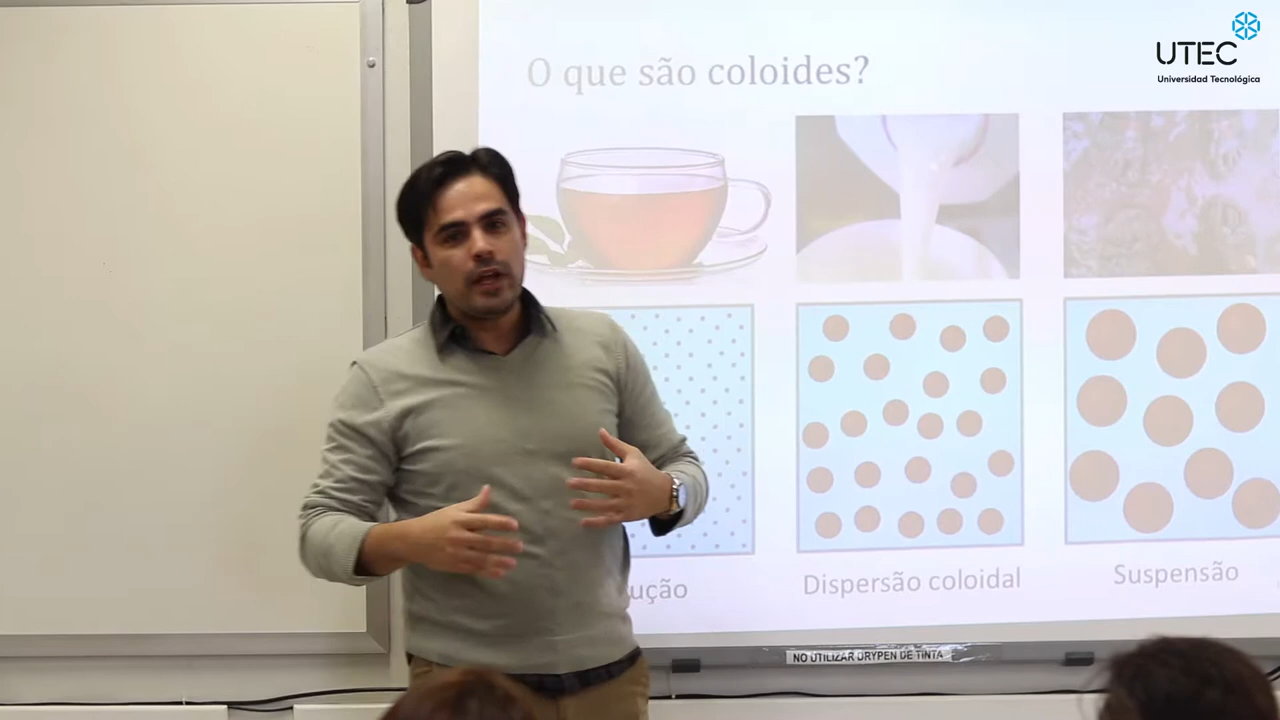 UTEC
Universidad Tecnológica
O que são coloides?
ução
Dispersão coloidal
Suspensão
NO UTILIZAR DRYPEN DE TINTA